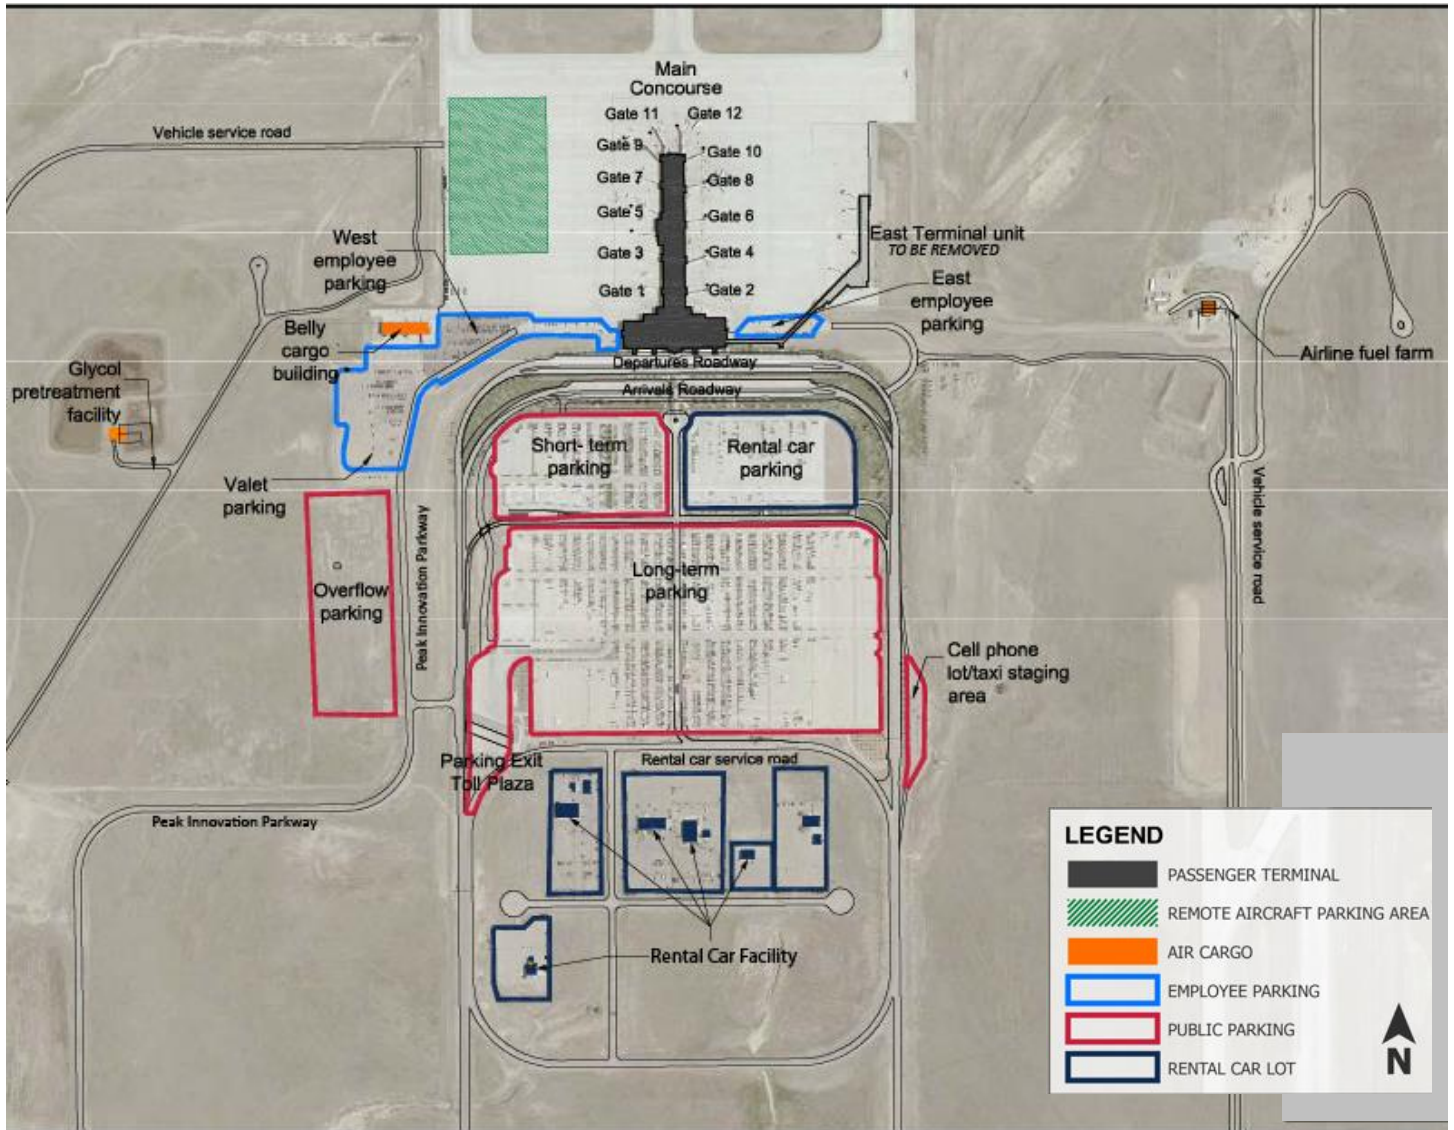 Main
Concourse
Gate 11
Gate 12
Gate 9
Gate 10
Gate 7
Gate 8
Gate 5
Gate 6
Gate 3
Gate 4
Gate 1
Gate 2
Vehicle service road
West
employee
parking
East Terminal unit
TO BE REMOVED
East
employee
parking
Belly
cargo
building
Glycol
pretreatment
facility
Airline fuel farm
Departures Roadway
Arrivals Roadway
Short- term
parking
Rental car
parking
Valet
parking
Vehicle service road
Peak Innovation Parkway
Overflow
parking
Long-term
parking
Cell phone
lot/taxi staging
area
Parking Exit
Toll Plaza
Rental car service road
Peak Innovation Parkway
Rental Car Facility
LEGEND
PASSENGER TERMINAL
REMOTE AIRCRAFT PARKING AREA
AIR CARGO
EMPLOYEE PARKING
PUBLIC PARKING
RENTAL CAR LOT
N